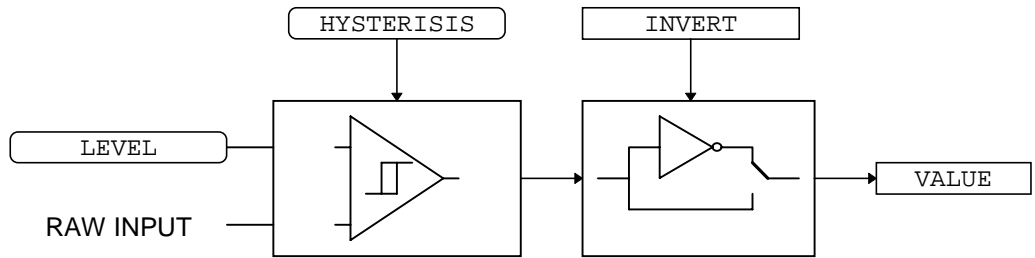 HYSTERISIS
INVERT
LEVEL
VALUE
RAW INPUT